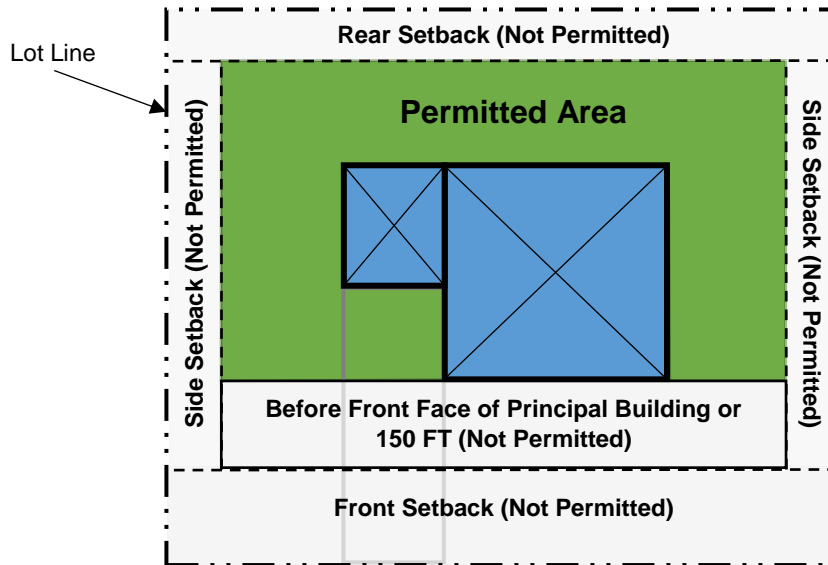 Rear Setback (Not Permitted)
Lot Line
Permitted Area
Side Setback (Not Permitted)
Side Setback (Not Permitted)
Before Front Face of Principal Building or
150 FT (Not Permitted)
Front Setback (Not Permitted)